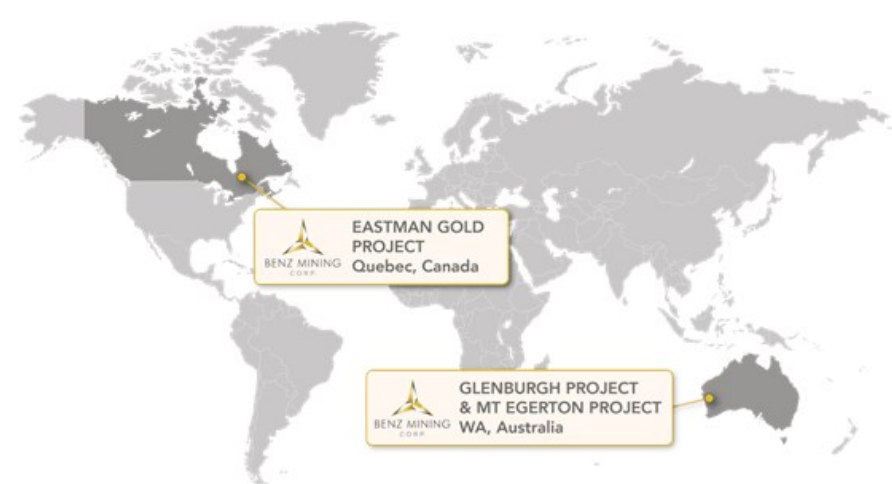 EASTMAN GOLD
PROJECT
Quebec, Canada
BENZ MINING
CORP.
GLENBURGH PROJECT
& MT EGERTON PROJECT
WA, Australia
BENZ MINING
CORP.